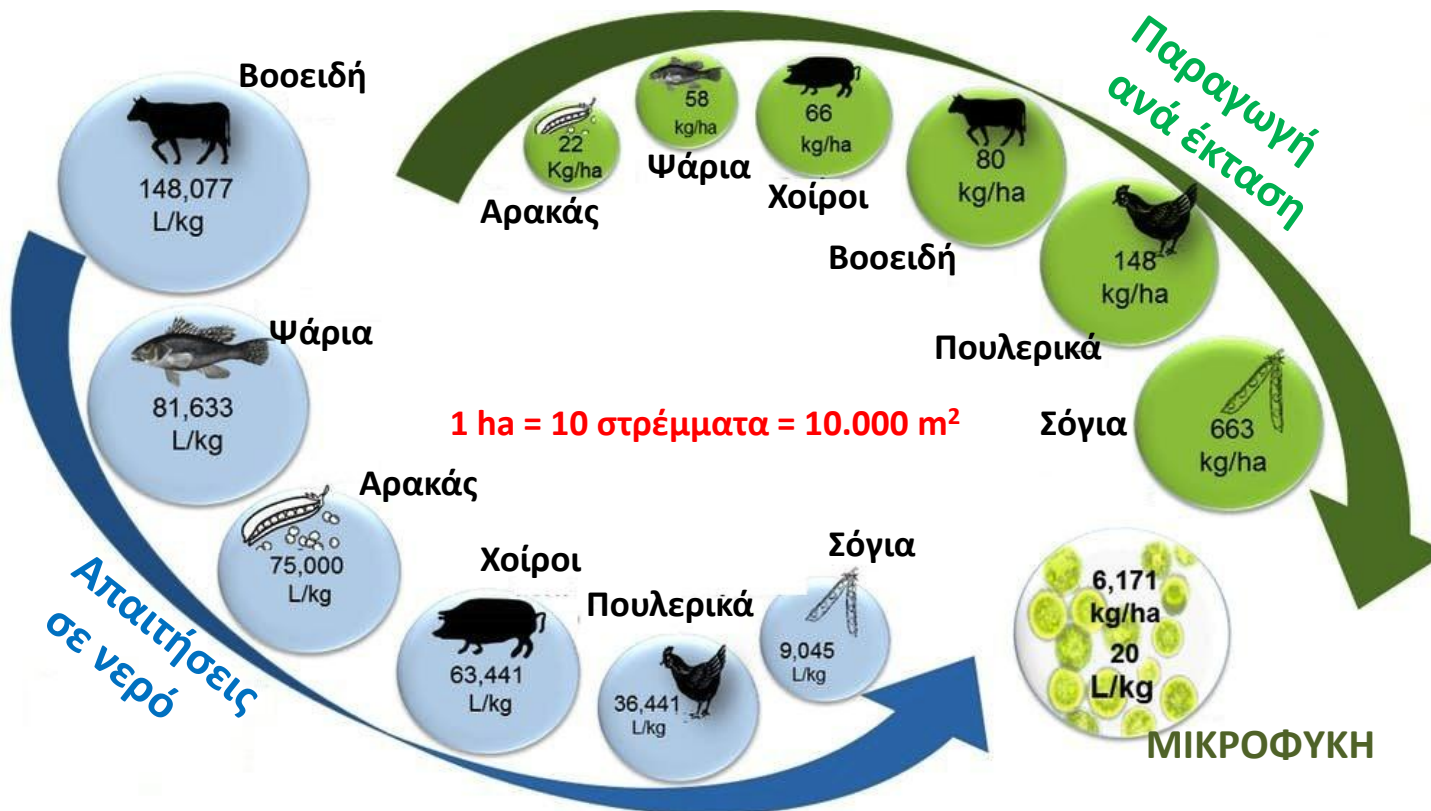 Βοοειδή
148,077
L/kg
Ψάρια
81,633
L/kg
Αρακάς
75,000
L/kg
Χοίροι
63,441
L/kg
Πουλερικά
36,441
L/kg
Σόγια
9,045
L/kg
Απαιτήσεις
σε νερό
22
Kg/ha
Αρακάς
58
kg/ha
Ψάρια
66
kg/ha
Χοίροι
80
kg/ha
Βοοειδή
148
kg/ha
Πουλερικά
663
kg/ha
Σόγια
Παραγωγή
ανά έκταση
1 ha = 10 στρέμματα = 10.000 m²
6,171
kg/ha
20
L/kg
ΜΙΚΡΟΦΥΚΗ